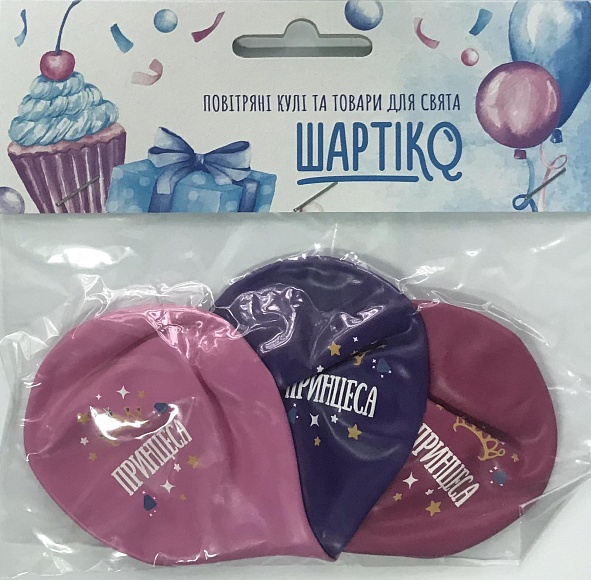 ПОВІТРЯНІ КУЛІ ТА ТОВАРИ ДЛЯ СВЯТА
ШАРТІКО
ПРИНЦЕСА
ПРИНЦЕСА
ПРИНЦЕСА